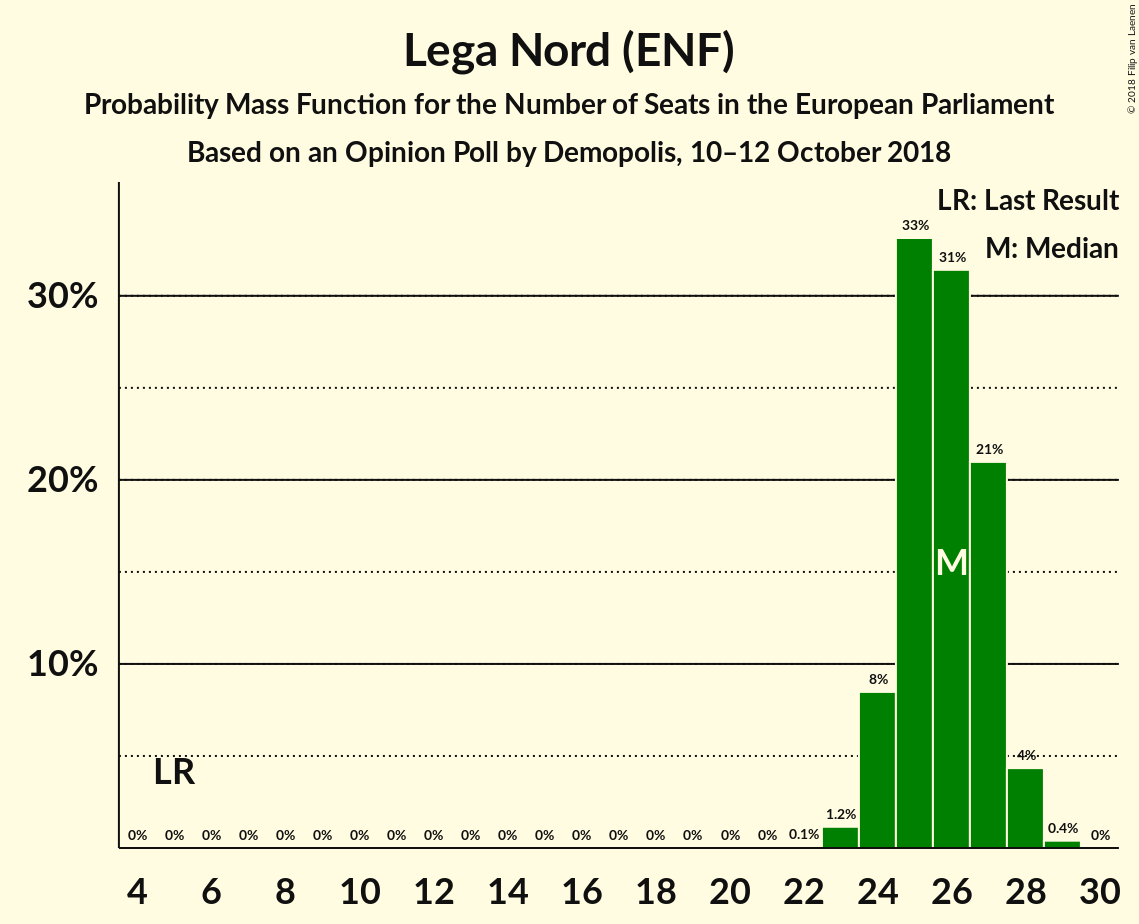 Lega Nord (ENF)
Probability Mass Function for the Number of Seats in the European Parliament
Based on an Opinion Poll by Demopolis, 10–12 October 2018
© 2018 Filip van Laenen
LR: Last Result
M: Median
30%
20%
10%
LR
M
0% 0% 0% 0% 0% 0% 0% 0% 0% 0% 0% 0% 0% 0% 0% 0% 0% 0% 0.1% 1.2% 8% 33% 31% 21% 4% 0.4% 0%
4 6 8 10 12 14 16 18 20 22 24 26 28 30